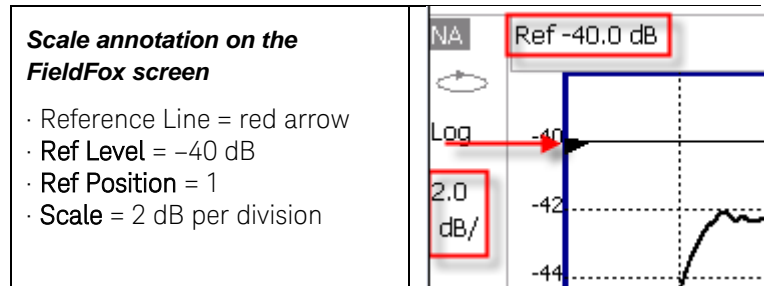 Scale annotation on the
FieldFox screen
· Reference Line = red arrow
· Ref Level = –40 dB
· Ref Position = 1
· Scale = 2 dB per division
NA
Ref -40.0 dB
Log
-40
2.0
dB/
-42
-44